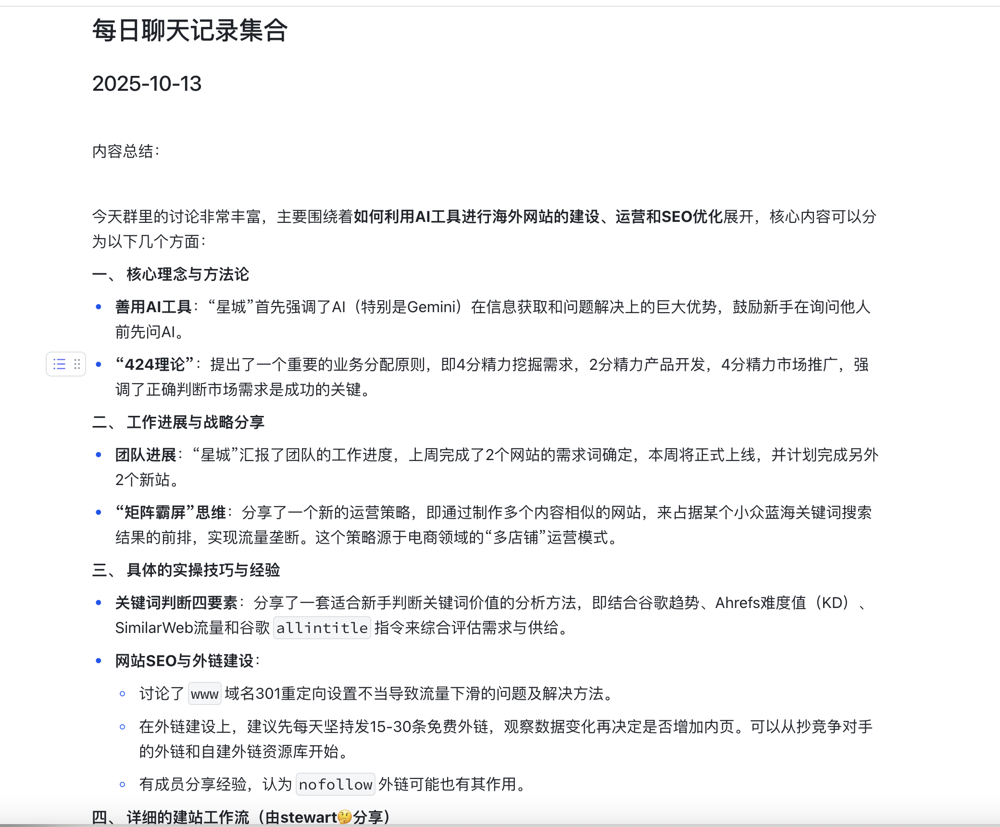 每日聊天记录集合
2025-10-13
内容总结：
今天群里的讨论非常丰富，主要围绕着如何利用AI工具进行海外网站的建设、运营和SEO优化展开，核心内容可以分
为以下几个方面：
一、 核心理念与方法论
• 善用AI工具：“星城”首先强调了AI（特别是Gemini）在信息获取和问题解决上的巨大优势，鼓励新手在询问他人
前先问AI。
• “424理论”：提出了一个重要的业务分配原则，即4分精力挖掘需求，2分精力产品开发，4分精力市场推广，强
调了正确判断市场需求是成功的关键。
二、 工作进展与战略分享
• 团队进展：“星城”汇报了团队的工作进度，上周完成了2个网站的需求词确定，本周将正式上线，并计划完成另外
2个新站。
• “矩阵霸屏”思维：分享了一个新的运营策略，即通过制作多个内容相似的网站，来占据某个小众蓝海关键词搜索
结果的前排，实现流量垄断。这个策略源于电商领域的“多店铺”运营模式。
三、 具体的实操技巧与经验
• 关键词判断四要素：分享了一套适合新手判断关键词价值的分析方法，即结合谷歌趋势、Ahrefs难度值（KD）、
SimilarWeb流量和谷歌 allintitle 指令来综合评估需求与供给。
• 网站SEO与外链建设：
◦ 讨论了 www 域名301重定向设置不当导致流量下滑的问题及解决方法。
◦ 在外链建设上，建议先每天坚持发15-30条免费外链，观察数据变化再决定是否增加内页。可以从抄竞争对手
的外链和自建外链资源库开始。
◦ 有成员分享经验，认为 nofollow 外链可能也有其作用。
四、 详细的建站工作流（由stewart🤔分享）